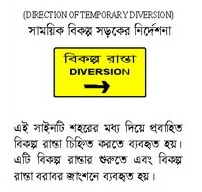 (DIRECTION OF TEMPORARY DIVERSION)
সাময়িক বিকল্প সড়কের নির্দেশনা
বিকল্প রাস্তা
DIVERSION
এই সাইনটি শহরের মধ্য দিয়ে প্রবাহিত
বিকল্প রাস্তা চিহ্নিত করতে ব্যবহৃত হয়।
এটি বিকল্প রাস্তার শুরুতে এবং বিকল্প
রাস্তা বরাবর জাংশনে ব্যবহৃত হয়।